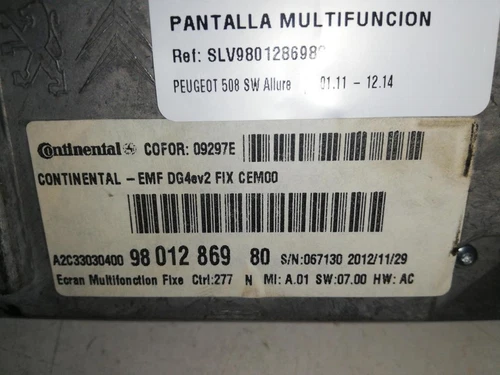 PANTALLA MULTIFUNCION
Ref: SLV980128698
PEUGEOT 508 SW Allure 01.11 - 12.14
Continental COFOR: 09297E
CONTINENTAL - EMF DG4ev2 FIX CEM00
A2C33030400 98 012 869 80 S/N:067130 2012/11/29
Ecran Multifonction Fixe Ctrl:277 N MI: A.01 SW:07.00 HW: AC